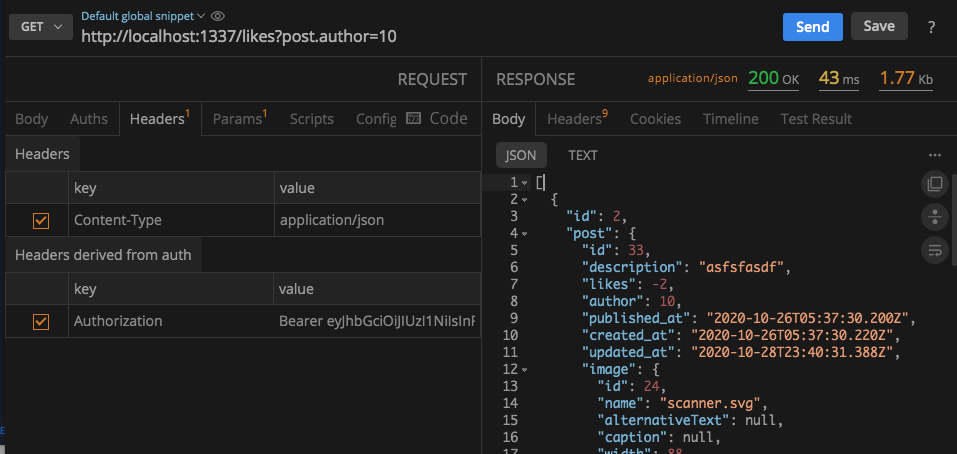 Default global snippet
GET
http://localhost:1337/likes?post.author=10
Send
Save
?
REQUEST
RESPONSE
application/json
200 OK
43 ms
1.77 Kb
Body
Auths
Headers 1
Params 1
Scripts
Config
Code
Body
Headers 9
Cookies
Timeline
Test Result
Headers
JSON
TEXT
...
key
value
Content-Type
application/json
Headers derived from auth
key
value
Authorization
Bearer
1 [
2 {
3 "id": 2,
4 "post": {
5 "id": 33,
6 "description": "asfsfasdf",
7 "likes": -2,
8 "author": 10,
9 "published_at": "2020-10-26T05:37:30.200Z",
10 "created_at": "2020-10-26T05:37:30.220Z",
11 "updated_at": "2020-10-28T23:40:31.388Z",
12 "image": {
13 "id": 24,
14 "name": "scanner.svg",
15 "alternativeText": null,
16 "caption": null,
17 "width": 88,